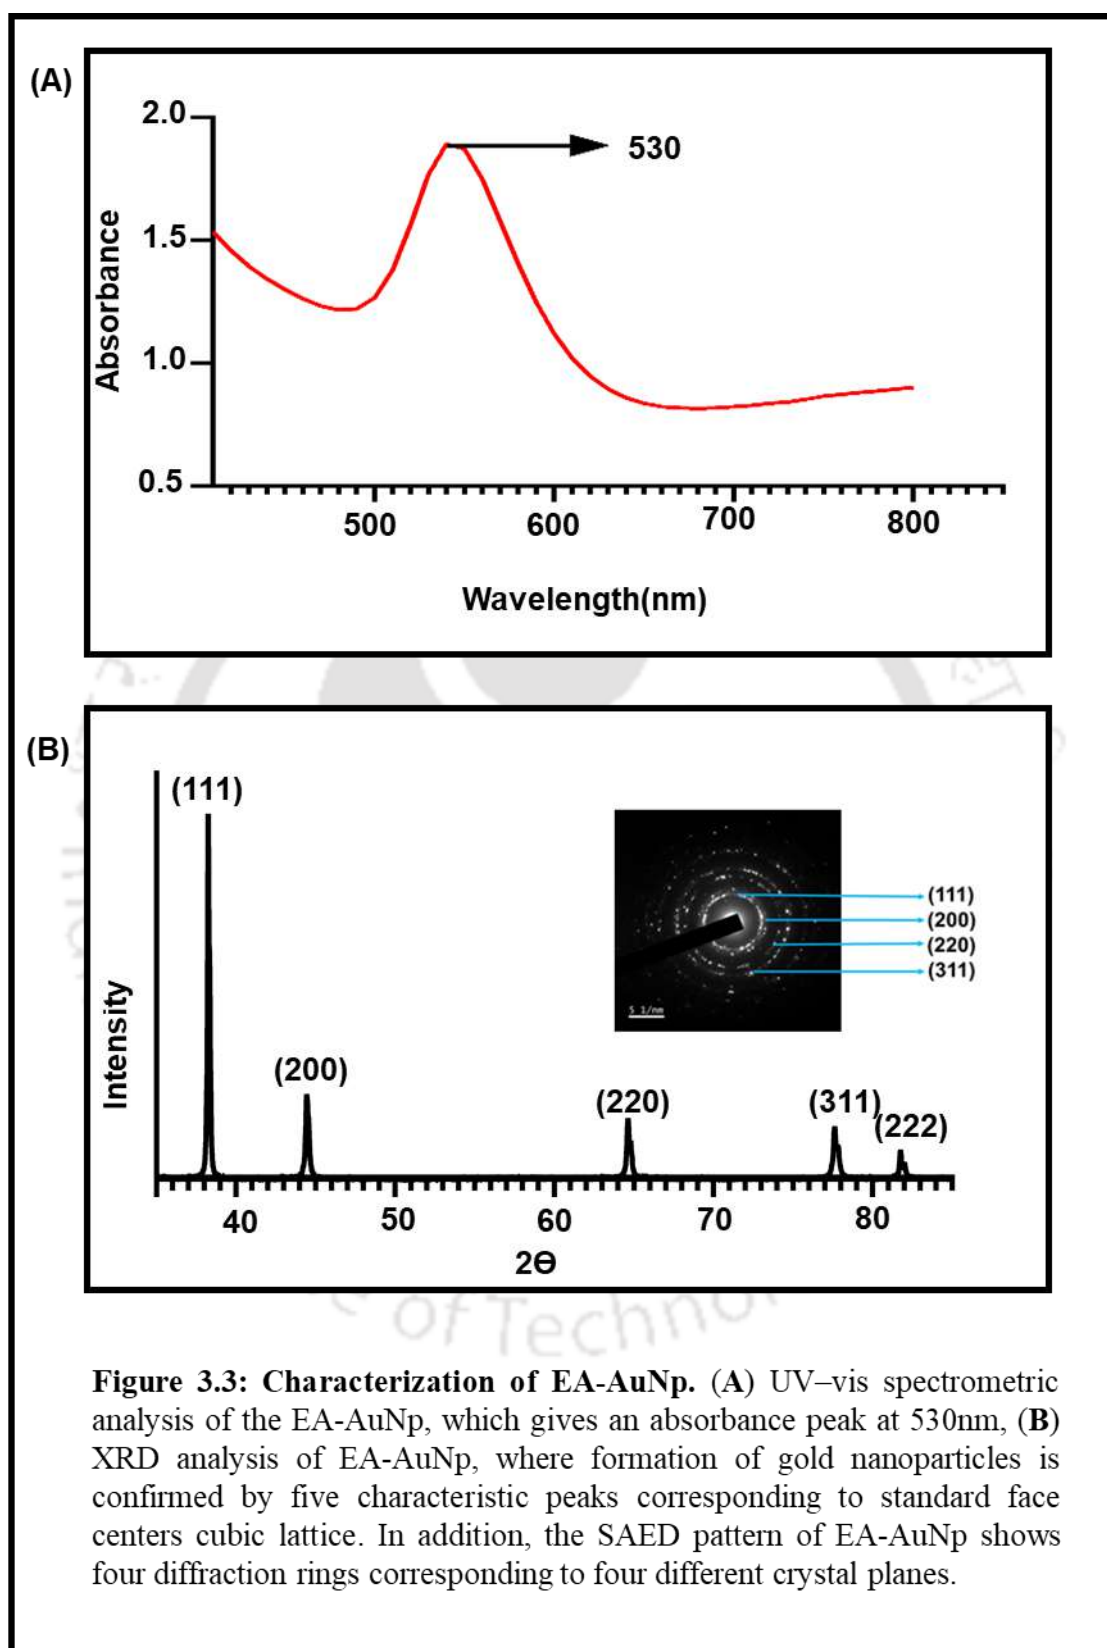 (A)
2.0
1.5
1.0
0.5
Absorbance
530
500 600 700 800
Wavelength(nm)
(B)
(111)
(200)
(220)
(311)
(222)
Intensity
(111)
(200)
(220)
(311)
5 1/nm
40 50 60 70 80
2Θ
of Techno
Figure 3.3: Characterization of EA-AuNp. (A) UV–vis spectrometric
analysis of the EA-AuNp, which gives an absorbance peak at 530nm, (B)
XRD analysis of EA-AuNp, where formation of gold nanoparticles is
confirmed by five characteristic peaks corresponding to standard face
centers cubic lattice. In addition, the SAED pattern of EA-AuNp shows
four diffraction rings corresponding to four different crystal planes.